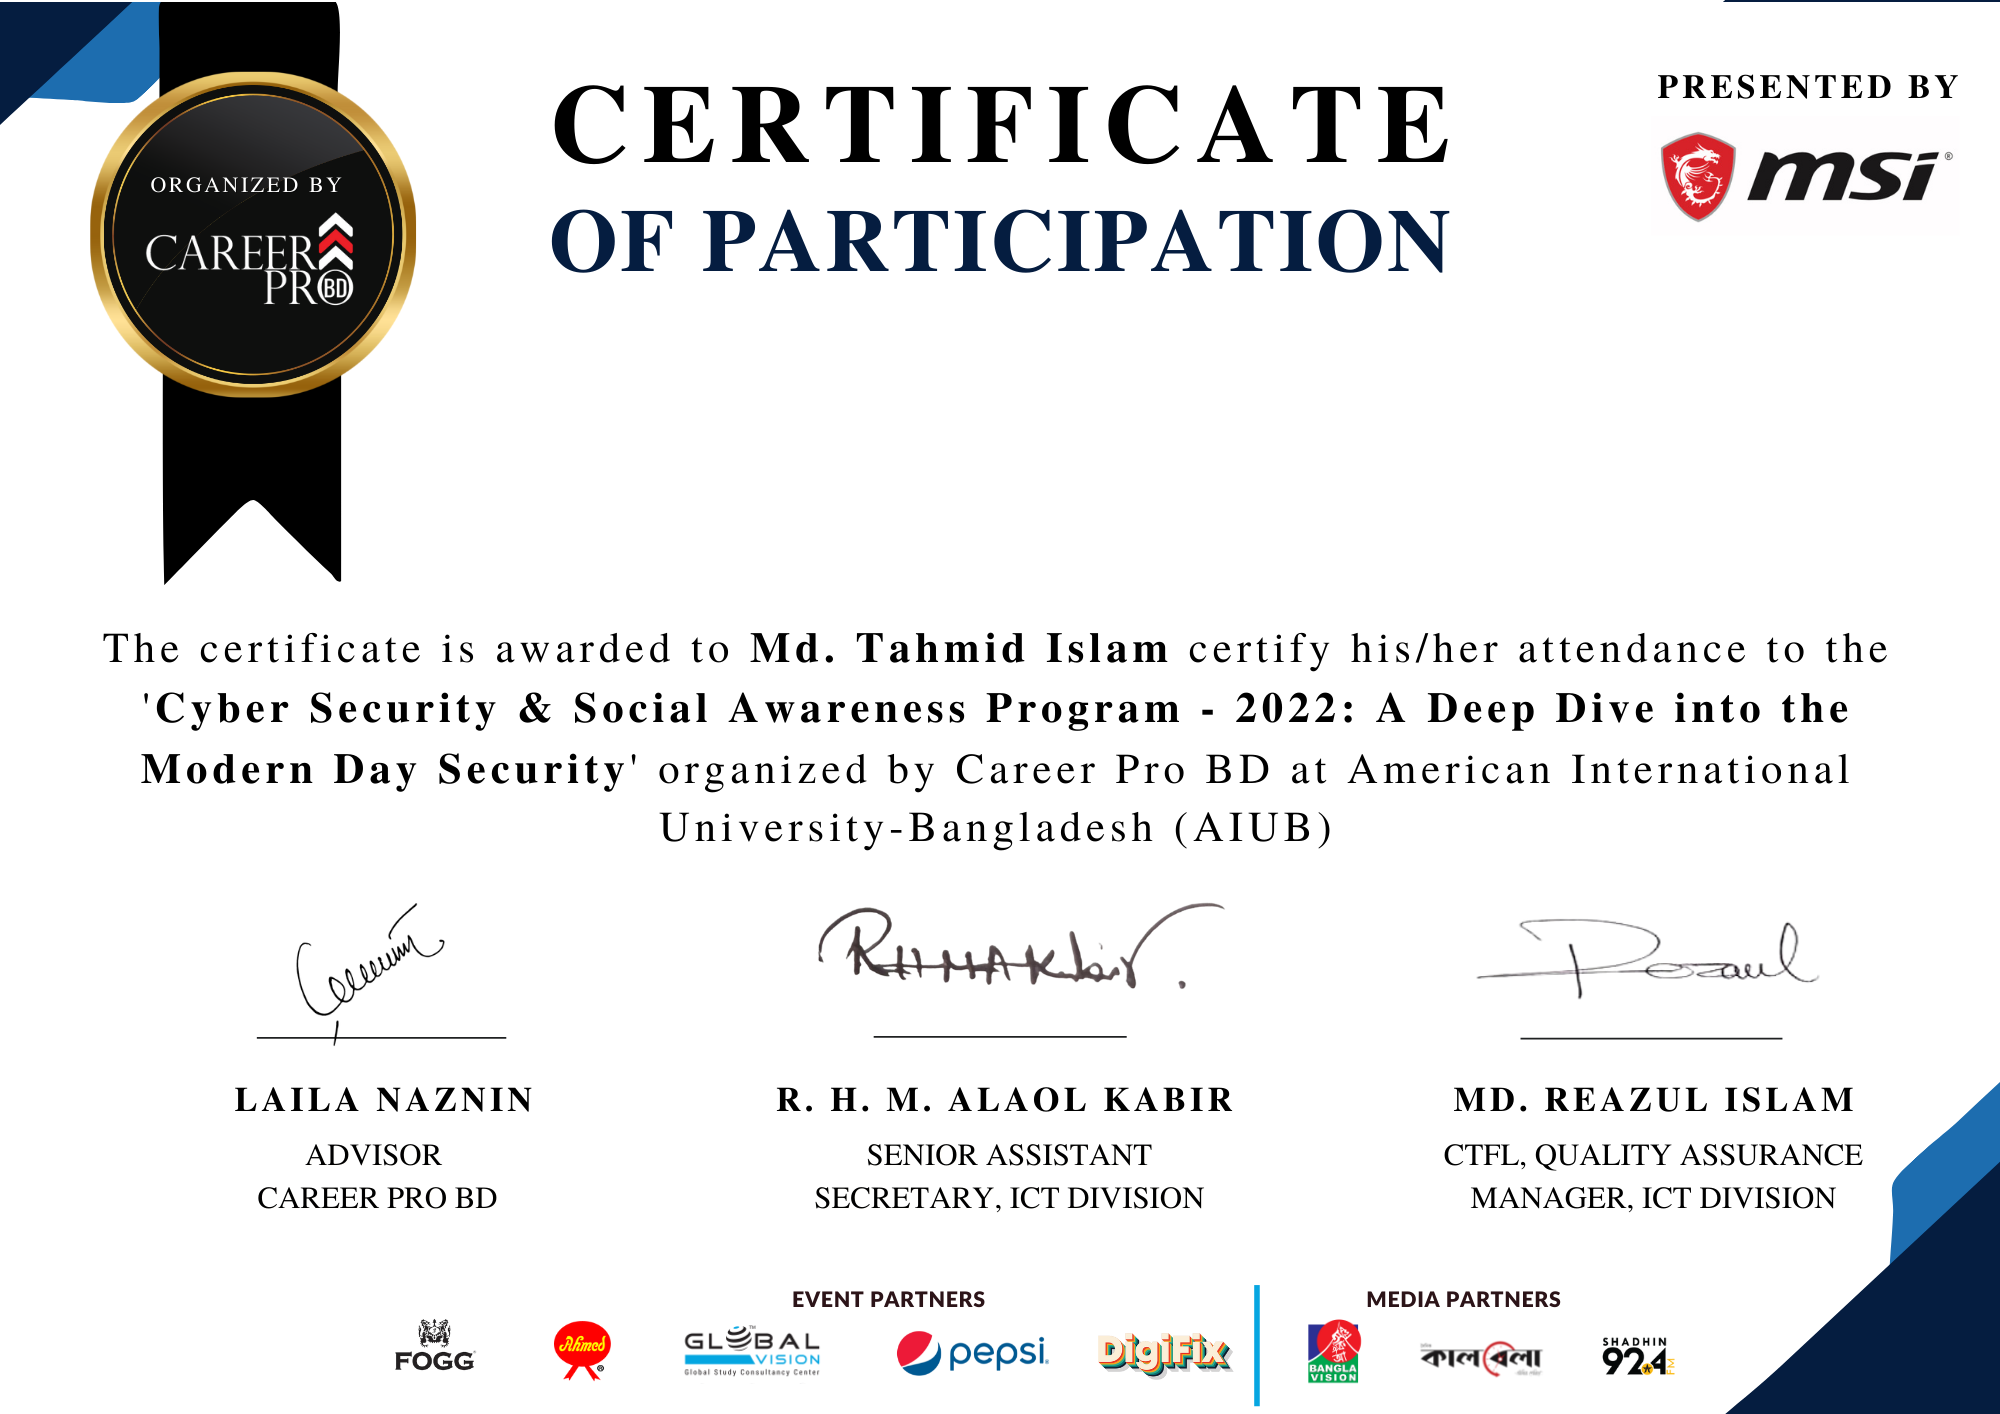 CERTIFICATE
OF PARTICIPATION
PRESENTED BY
msi®
ORGANIZED BY
CAREER
PRO BD
The certificate is awarded to Md. Tahmid Islam certify his/her attendance to the
'Cyber Security & Social Awareness Program - 2022: A Deep Dive into the
Modern Day Security' organized by Career Pro BD at American International
University-Bangladesh (AIUB)
RHMAKabir.
Reazul
LAILA NAZNIN
R. H. M. ALAOL KABIR
MD. REAZUL ISLAM
ADVISOR
CAREER PRO BD
SENIOR ASSISTANT
SECRETARY, ICT DIVISION
CTFL, QUALITY ASSURANCE
MANAGER, ICT DIVISION
EVENT PARTNERS
MEDIA PARTNERS
FOGG
Ahmed ®
GLOBAL
VISION
Global Study Consultancy Center
pepsi
DigiFix
BANGLA
VISION
কালবেলা
SHADHIN
92.4 FM